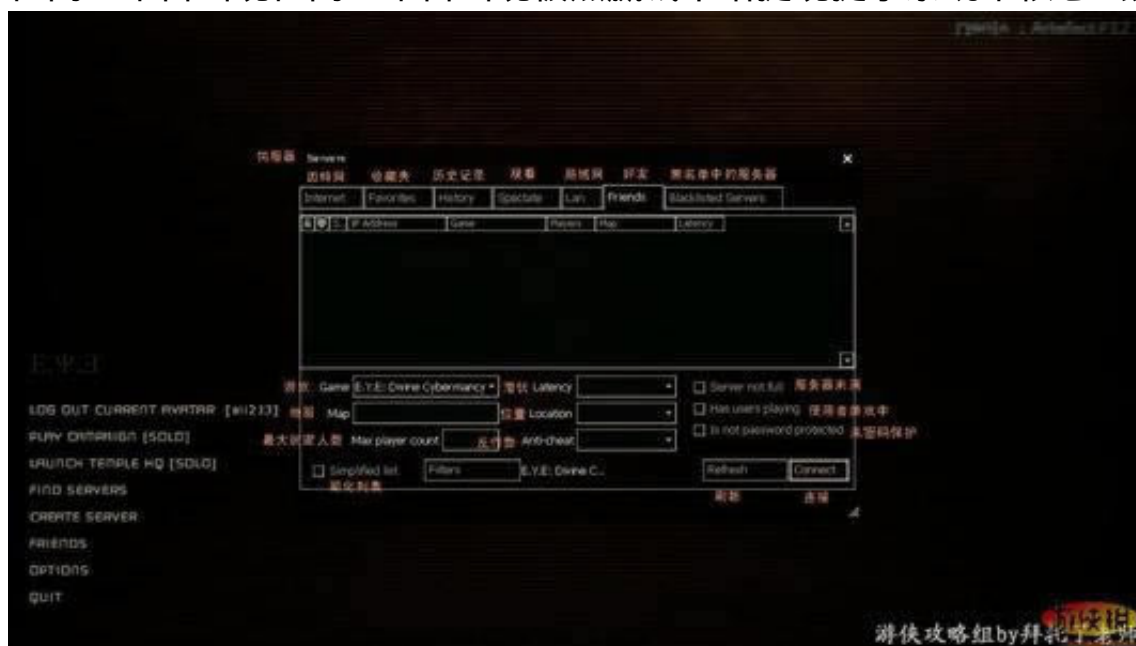 伺服器 Servers
因特网 收藏夹 历史记录 观看 局域网 好友 黑名单中的服务器
Internet Favorites History Spectate Lan Friends Blacklisted Servers
IP Address Game Players Map Latency
E.Y.E
游戏 Game E.Y.E: Divine Cybermancy 潜伏 Latency Server not full 服务器未满
LOG OUT CURRENT AVATAR [ali213] 地图 Map 位置 Location Has users playing 使用者游戏中
PLAY CAMPAIGN [SOLO] 最大玩家人数 Max player count 反作弊 Anti-cheat Is not password protected 未密码保护
LAUNCH TEMPLE HQ [SOLO] Simplified list Filters E.Y.E: Divine C... Refresh Connect
简化列表 刷新 连接
FIND SERVERS
CREATE SERVER
FRIENDS
OPTIONS
QUIT
游侠攻略组by拜托了老师